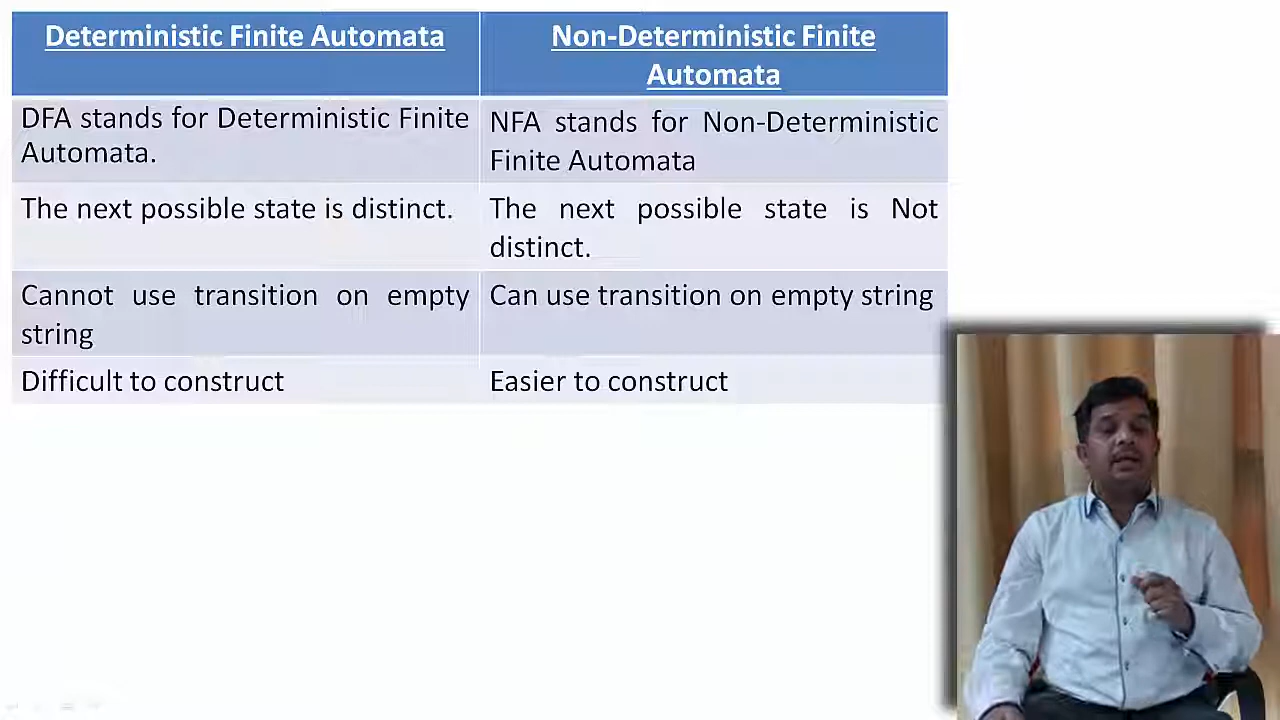 Deterministic Finite Automata
Non-Deterministic Finite
Automata
DFA stands for Deterministic Finite
Automata.
NFA stands for Non-Deterministic
Finite Automata
The next possible state is distinct.
The next possible state is Not
distinct.
Cannot use transition on empty
string
Can use transition on empty string
Difficult to construct
Easier to construct